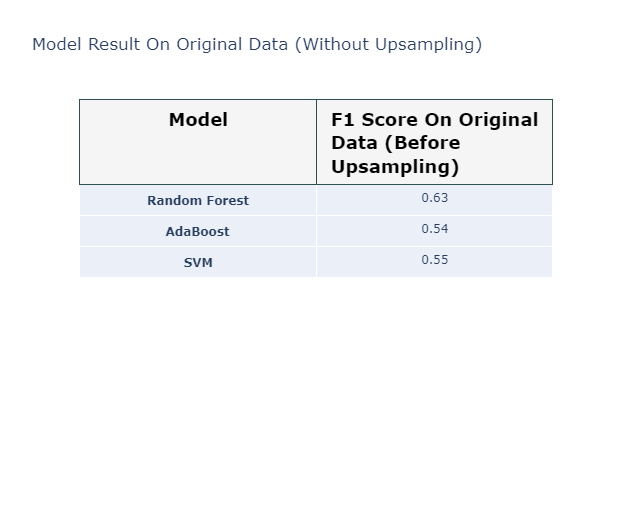 Model Result On Original Data (Without Upsampling)
Model
F1 Score On Original
Data (Before
Upsampling)
Random Forest 0.63
AdaBoost 0.54
SVM 0.55